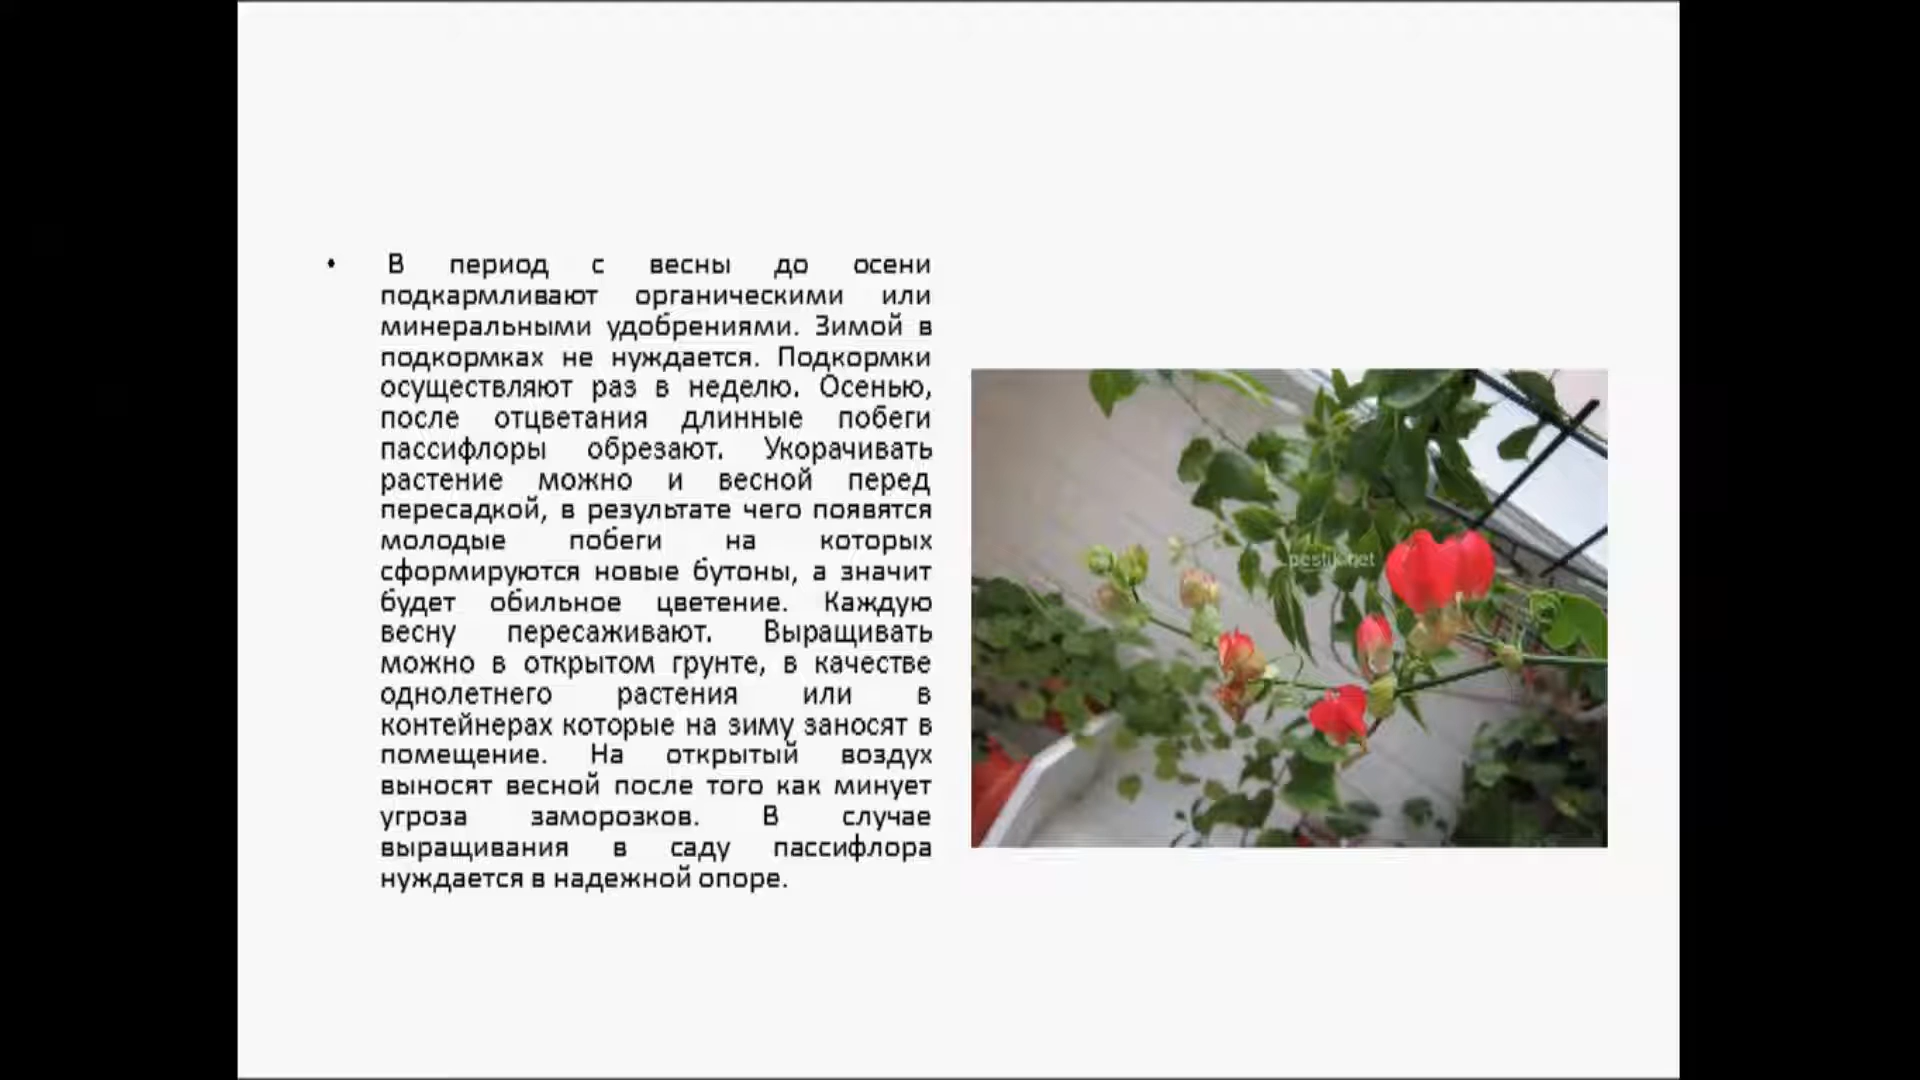 • В период с весны до осени
подкармливают органическими или
минеральными удобрениями. Зимой в
подкормках не нуждается. Подкормки
осуществляют раз в неделю. Осенью,
после отцветания длинные побеги
пассифлоры обрезают. Укорачивать
растение можно и весной перед
пересадкой, в результате чего появятся
молодые побеги на которых
сформируются новые бутоны, а значит
будет обильное цветение. Каждую
весну пересаживают. Выращивать
можно в открытом грунте, в качестве
однолетнего растения или в
контейнерах которые на зиму заносят в
помещение. На открытый воздух
выносят весной после того как минует
угроза заморозков. В случае
выращивания в саду пассифлора
нуждается в надежной опоре.
pestik.net